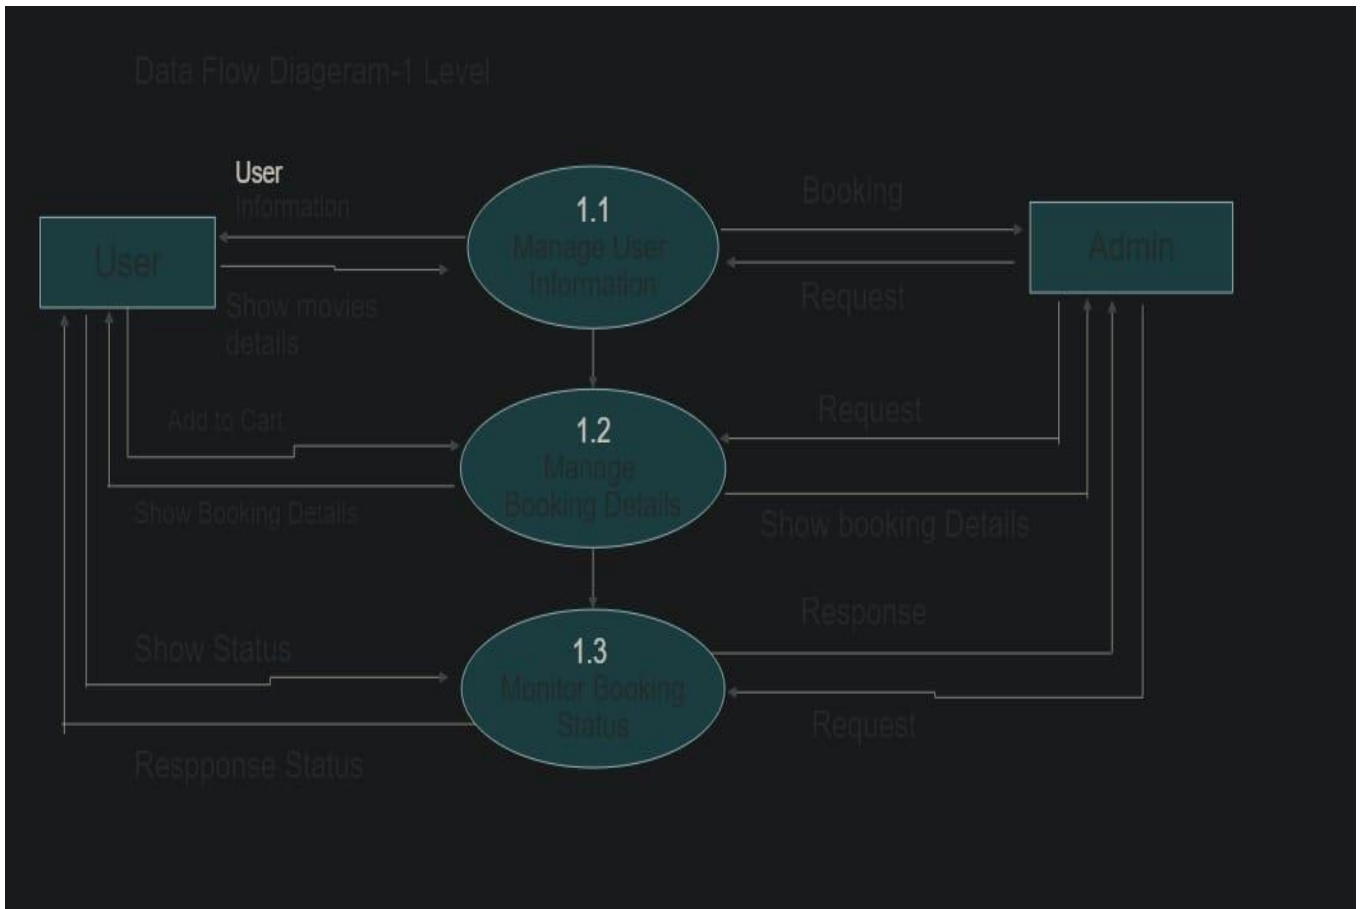 Data Flow Diageram-1 Level
User
Information
User
Show movies
details
1.1
Manage User
Information
Booking
Request
Admin
Add to Cart
Show Booking Details
1.2
Manage
Booking Details
Request
Show booking Details
Show Status
Respponse Status
1.3
Monitor Booking
Status
Response
Request